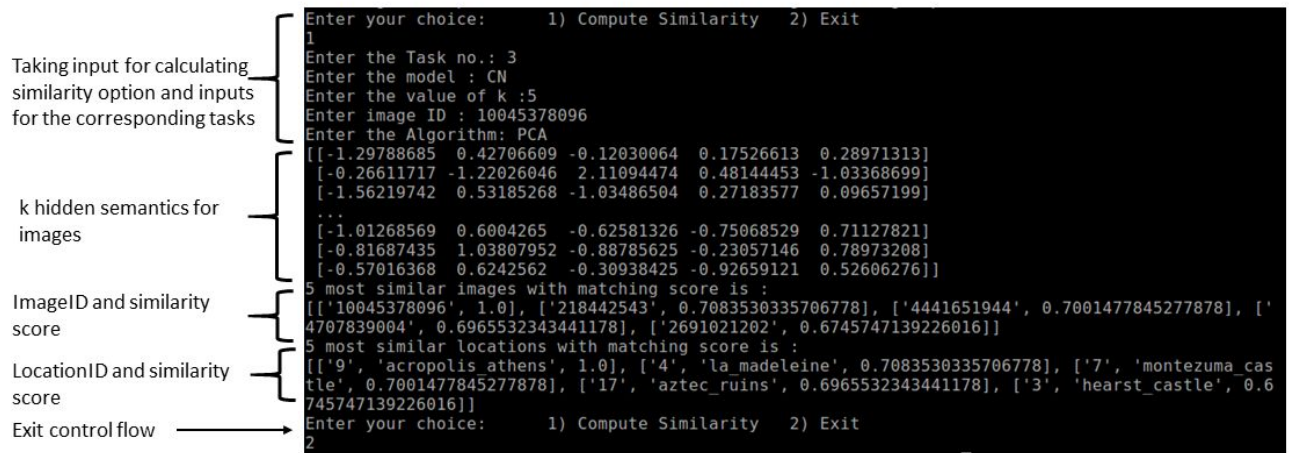 Enter your choice:      1) Compute Similarity   2) Exit
1
Enter the Task no.: 3
Enter the model : CN
Enter the value of k :5
Enter image ID : 10045378096
Enter the Algorithm: PCA
Taking input for calculating
similarity option and inputs
for the corresponding tasks
[[-1.29788685  0.42706609 -0.12030064  0.17526613  0.28971313]
[-0.26611717 -1.22026046  2.11094474  0.48144453 -1.03368699]
[-1.56219742  0.53185268 -1.03486504  0.27183577  0.09657199]
...
[-1.01268569  0.6004265  -0.62581326 -0.75068529  0.71127821]
[-0.81687435  1.03807952 -0.88785625 -0.23057146  0.78973208]
[-0.57016368  0.6242562  -0.30938425 -0.92659121  0.52606276]]
k hidden semantics for
images
5 most similar images with matching score is :
[['10045378096', 1.0], ['218442543', 0.7083530335706778], ['4441651944', 0.7001477845277878], ['
4707839004', 0.6965532343441178], ['2691021202', 0.6745747139226016]]
ImageID and similarity
score
5 most similar locations with matching score is :
[['9', 'acropolis_athens', 1.0], ['4', 'la_madeleine', 0.7083530335706778], ['7', 'montezuma_cas
tle', 0.7001477845277878], ['17', 'aztec_ruins', 0.6965532343441178], ['3', 'hearst_castle', 0.6
745747139226016]]
LocationID and similarity
score
Enter your choice:      1) Compute Similarity   2) Exit
2
Exit control flow